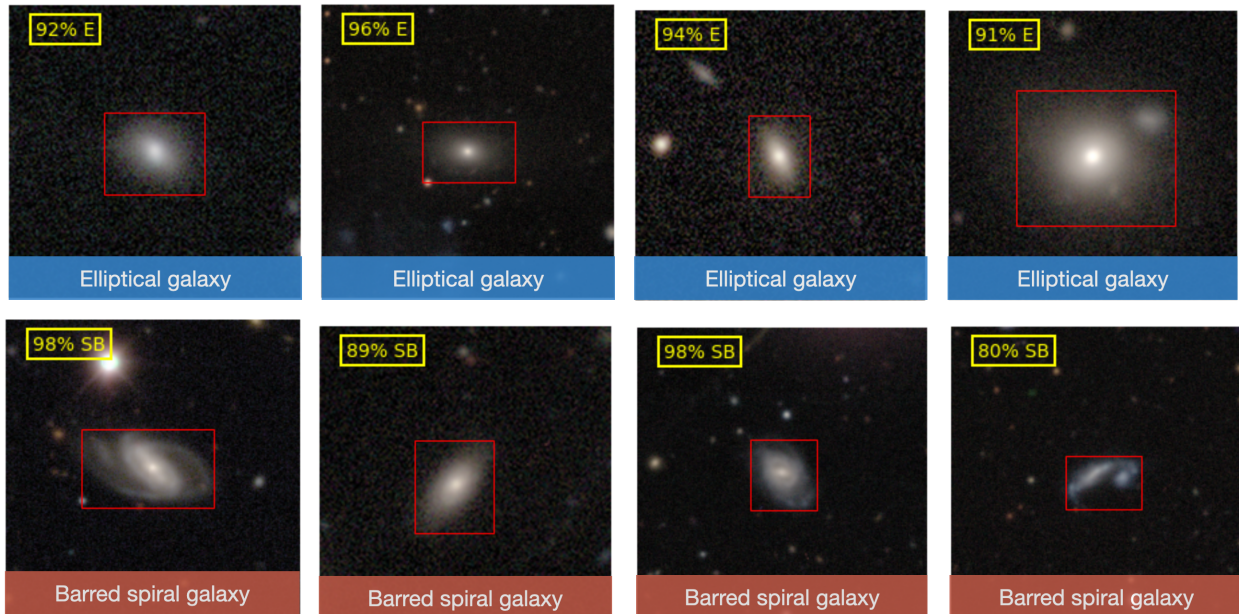 92% E
96% E
94% E
91% E
Elliptical galaxy
Elliptical galaxy
Elliptical galaxy
Elliptical galaxy
98% SB
89% SB
98% SB
80% SB
Barred spiral galaxy
Barred spiral galaxy
Barred spiral galaxy
Barred spiral galaxy